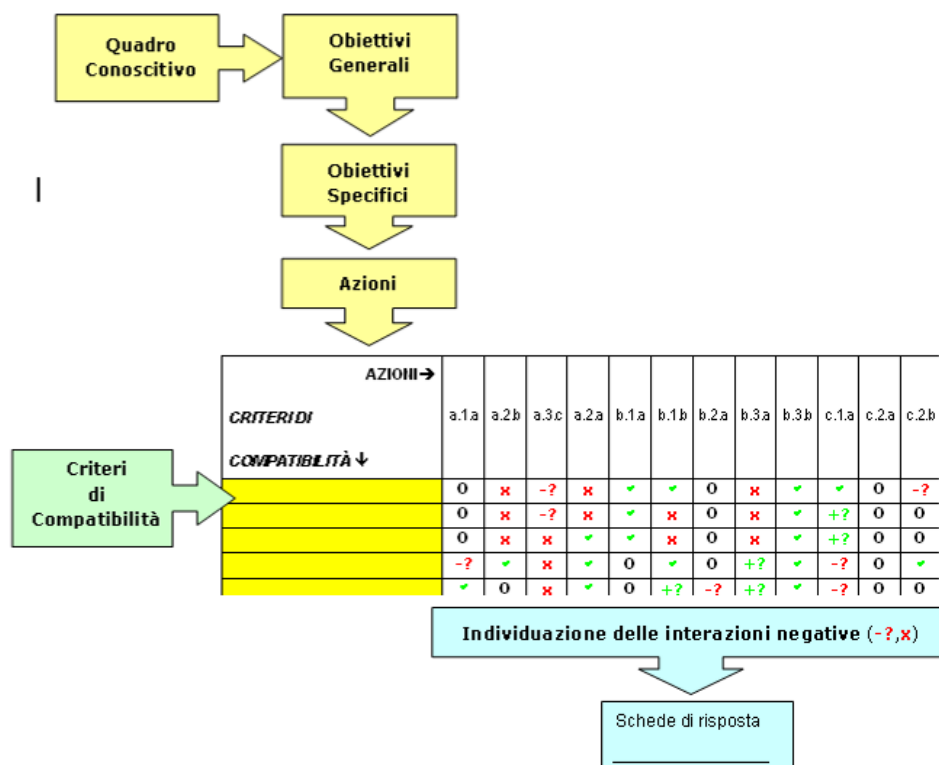 Quadro
Conoscitivo
Obiettivi
Generali
Obiettivi
Specifici
Azioni
AZIONI→
CRITERI DI
COMPATIBILITÀ↓
a.1.a a.2.b a.3.c a.2.a b.1.a b.1.b b.2.a b.3.a b.3.b c.1.a c.2.a c.2.b
Criteri
di
Compatibilità
0 x -? x ✓ ✓ 0 x ✓ ✓ 0 -?
0 x -? x ✓ x 0 x ✓ +? 0 0
0 x x ✓ ✓ x 0 x ✓ +? 0 0
-? ✓ x ✓ 0 ✓ 0 +? ✓ -? 0 ✓
✓ 0 x ✓ 0 +? -? +? ✓ -? 0 0
Individuazione delle interazioni negative (-?,x)
Schede di risposta